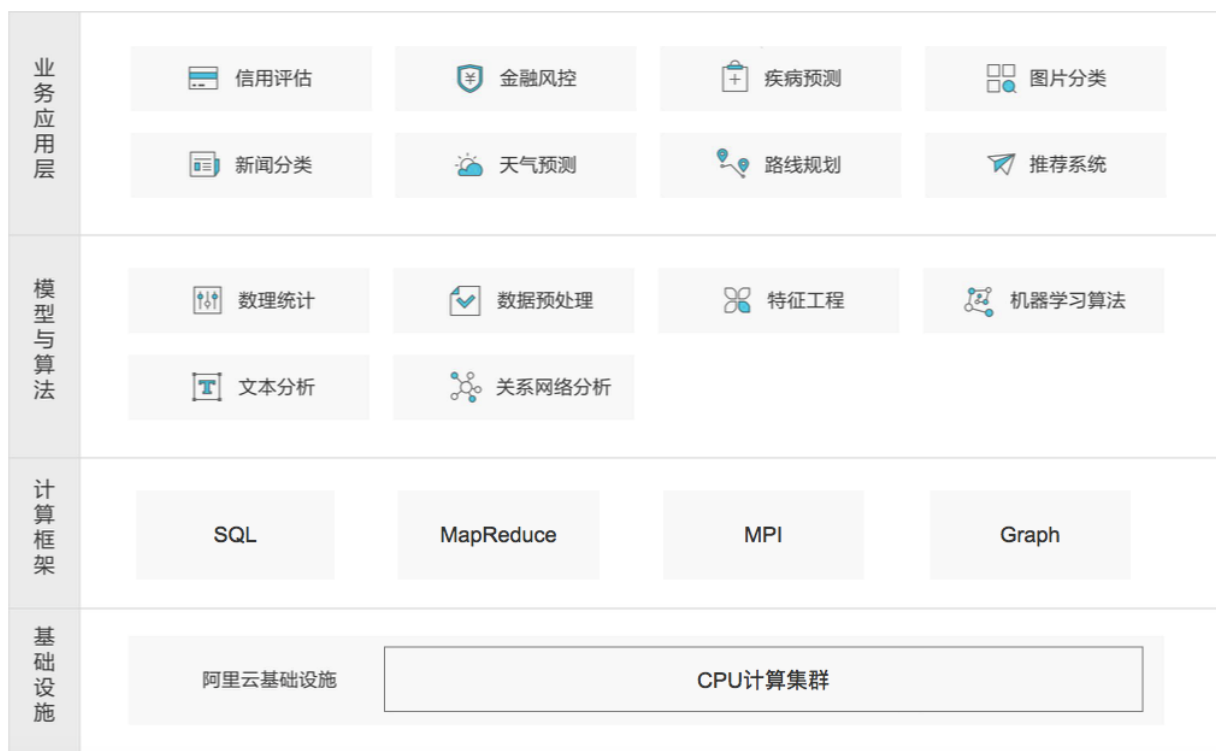 业务应用层
信用评估
金融风控
疾病预测
图片分类
新闻分类
天气预测
路线规划
推荐系统
模型与算法
数理统计
数据预处理
特征工程
机器学习算法
文本分析
关系网络分析
计算框架
SQL
MapReduce
MPI
Graph
基础设施
阿里云基础设施
CPU计算集群